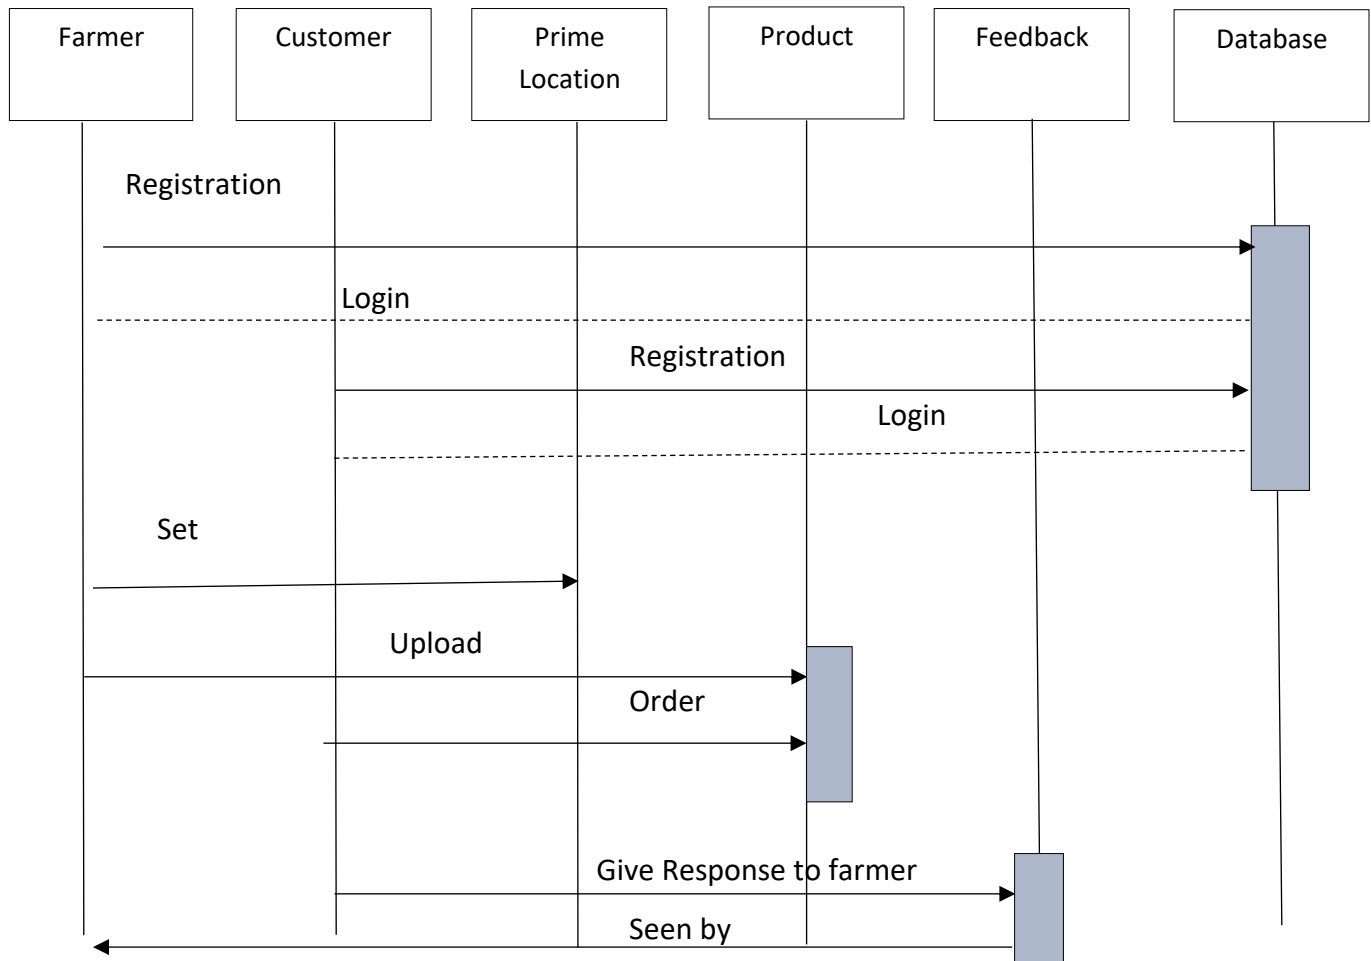 Farmer
Customer
Prime
Location
Product
Feedback
Database
Registration
Login
Registration
Login
Set
Upload
Order
Give Response to farmer
Seen by